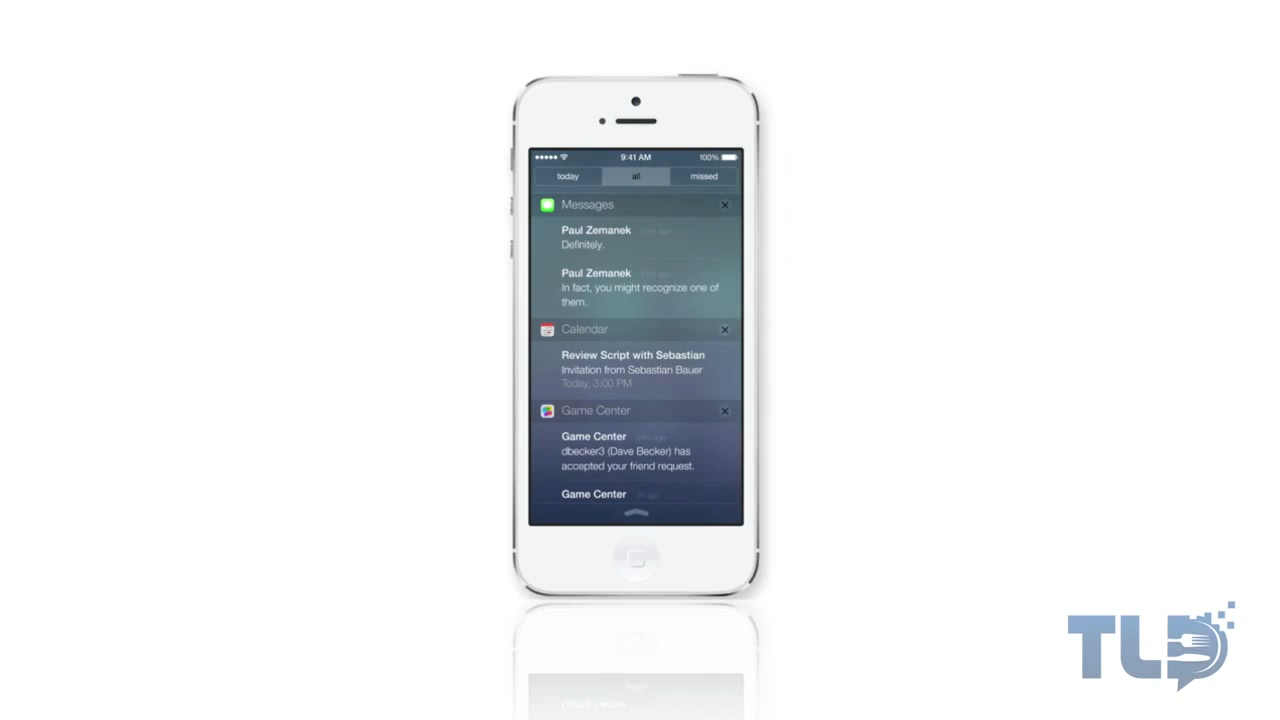 9:41 AM 100%
today all missed
Messages
Paul Zemanek
Definitely.
Paul Zemanek
In fact, you might recognize one of
them.
Calendar
Review Script with Sebastian
Invitation from Sebastian Bauer
Today, 3:00 PM
Game Center
Game Center
dbecker3 (Dave Becker) has
accepted your friend request.
Game Center 2h ago
TLD